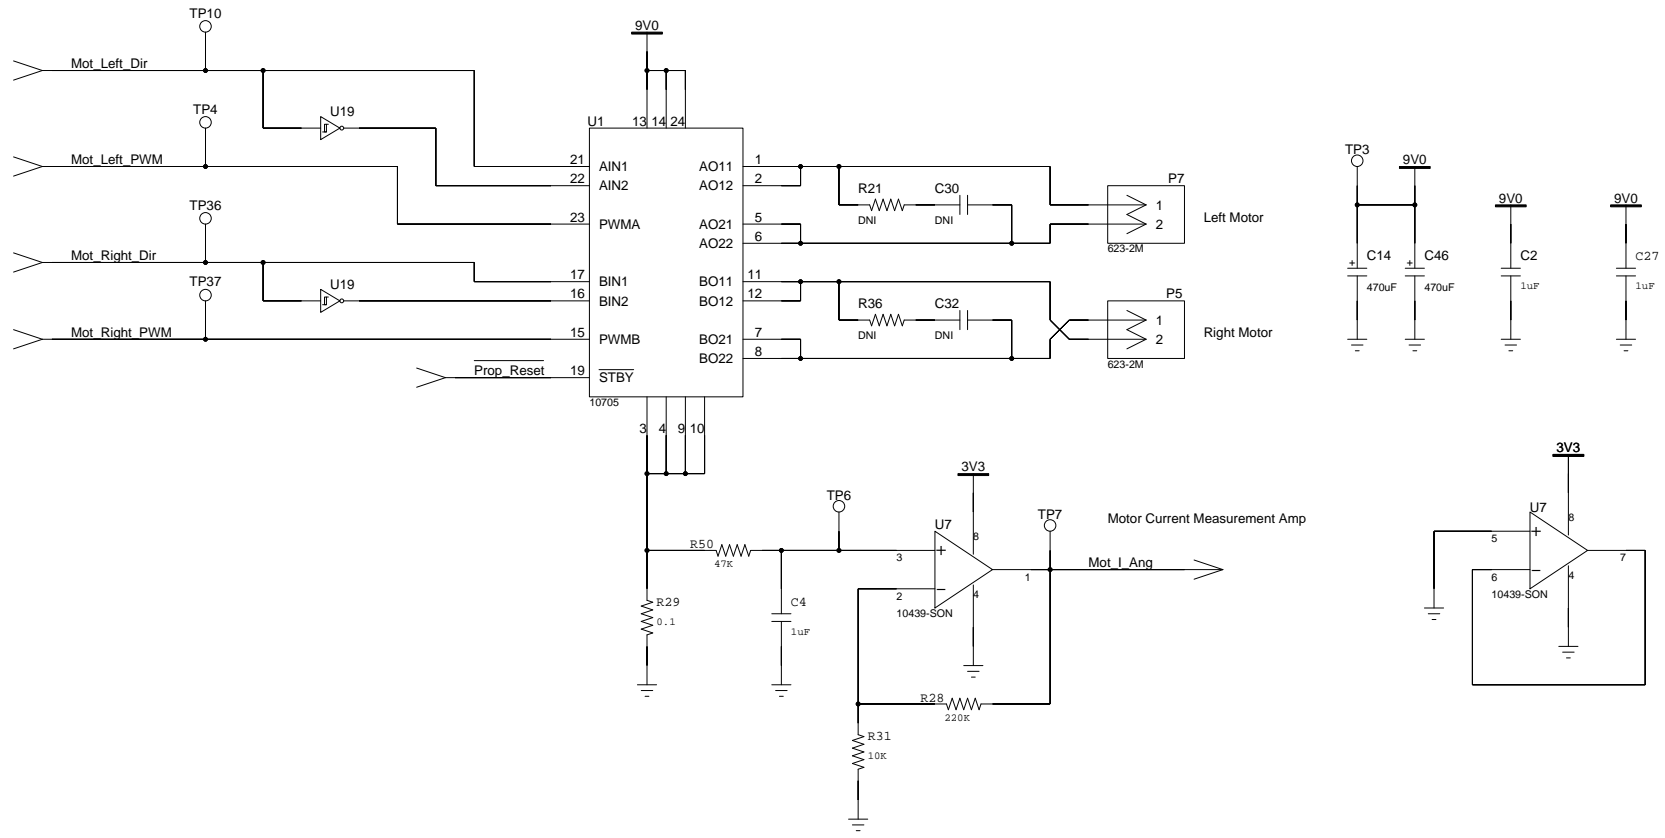 TP10
Mot_Left_Dir
U19
TP4
Mot_Left_PWM
TP36
Mot_Right_Dir
U19
TP37
Mot_Right_PWM
Prop_Reset
9V0
U1
13 14 24
21 AIN1
22 AIN2
23 PWMA
17 BIN1
16 BIN2
15 PWMB
19 STBY
10705
AO11 1
AO12 2
AO21 5
AO22 6
BO11 11
BO12 12
BO21 7
BO22 8
3 4 9 10
R21
DNI
C30
DNI
P7
1
2
623-2M
Left Motor
R36
DNI
C32
DNI
P5
1
2
623-2M
Right Motor
TP3
9V0
C14
470uF
C46
470uF
9V0
C2
1uF
9V0
C27
1uF
R50
47K
R29
0.1
C4
1uF
TP6
3V3
U7
8
3
+
2
−
4
1
10439-SON
TP7
Motor Current Measurement Amp
Mot_I_Ang
R28
220K
R31
10K
3V3
U7
8
5
+
6
−
4
7
10439-SON